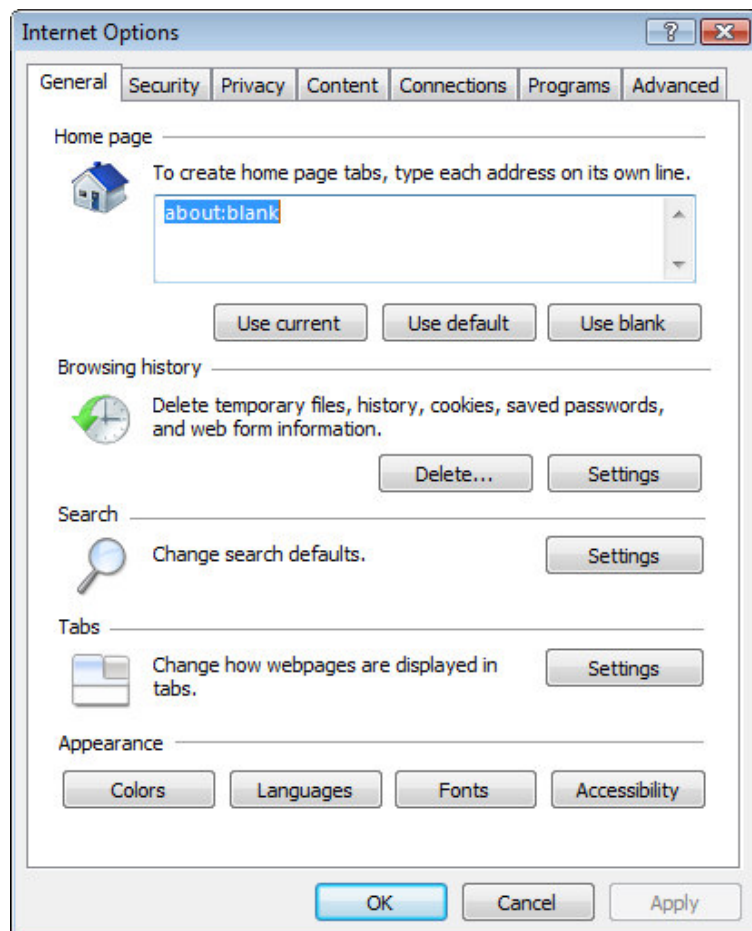 Internet Options
General Security Privacy Content Connections Programs Advanced
Home page
To create home page tabs, type each address on its own line.
about:blank
Use current Use default Use blank
Browsing history
Delete temporary files, history, cookies, saved passwords,
and web form information.
Delete... Settings
Search
Change search defaults. Settings
Tabs
Change how webpages are displayed in
tabs.
Settings
Appearance
Colors Languages Fonts Accessibility
OK Cancel Apply